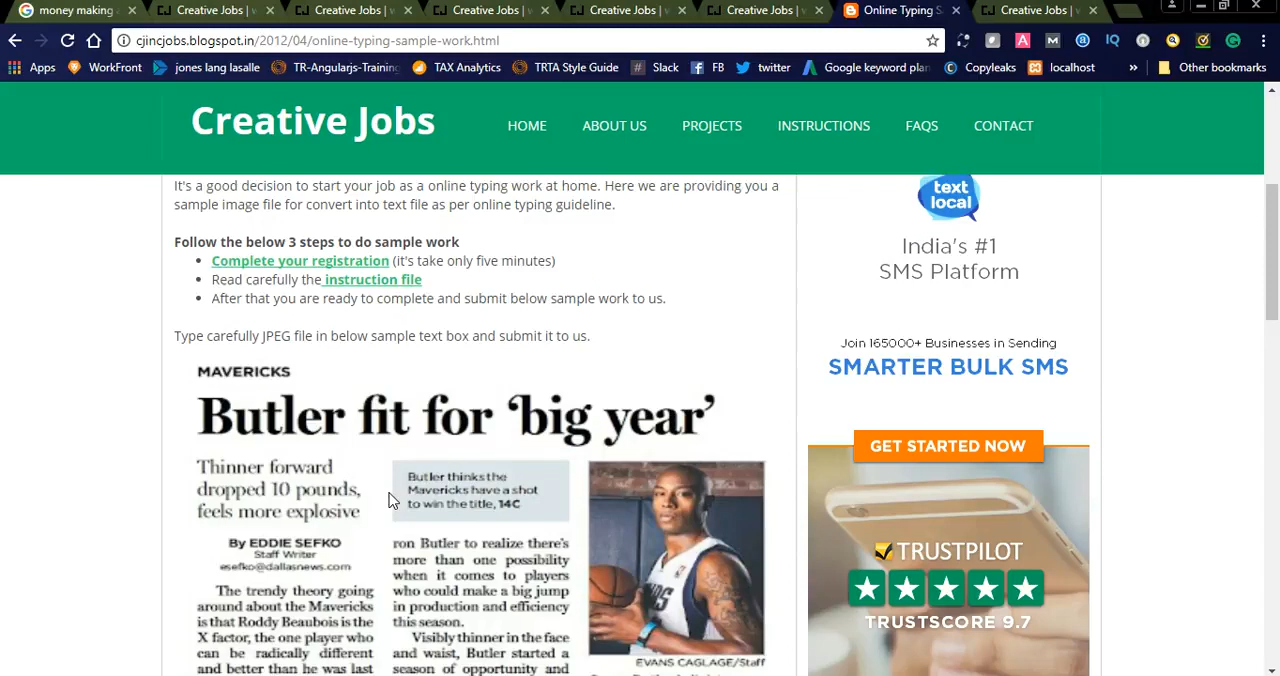 money making
Creative Jobs | v
Creative Jobs | v
Creative Jobs | v
Creative Jobs | v
Creative Jobs | v
Online Typing S
Creative Jobs | v
cjincjobs.blogspot.in/2012/04/online-typing-sample-work.html
Apps WorkFront jones lang lasalle TR-Angularjs-Training TAX Analytics TRTA Style Guide Slack FB twitter Google keyword plan Copyleaks localhost » Other bookmarks
Creative Jobs
HOME ABOUT US PROJECTS INSTRUCTIONS FAQS CONTACT
It's a good decision to start your job as a online typing work at home. Here we are providing you a
sample image file for convert into text file as per online typing guideline.
Follow the below 3 steps to do sample work
• Complete your registration (it's take only five minutes)
• Read carefully the instruction file
• After that you are ready to complete and submit below sample work to us.
Type carefully JPEG file in below sample text box and submit it to us.
MAVERICKS
Butler fit for ‘big year’
Thinner forward
dropped 10 pounds,
feels more explosive
By EDDIE SEFKO
Staff Writer
esefko@dallasnews.com
The trendy theory going
around about the Mavericks
is that Roddy Beaubois is the
X factor, the one player who
can be radically different
and better than he was last
Butler thinks the
Mavericks have a shot
to win the title, 14C
ron Butler to realize there's
more than one possibility
when it comes to players
who could make a big jump
in production and efficiency
this season.
Visibly thinner in the face
and waist, Butler started a
season of opportunity and
EVANS CAGLAGE/Staff
text
local
India's #1
SMS Platform
Join 165000+ Businesses in Sending
SMARTER BULK SMS
GET STARTED NOW
TRUSTPILOT
TRUSTSCORE 9.7